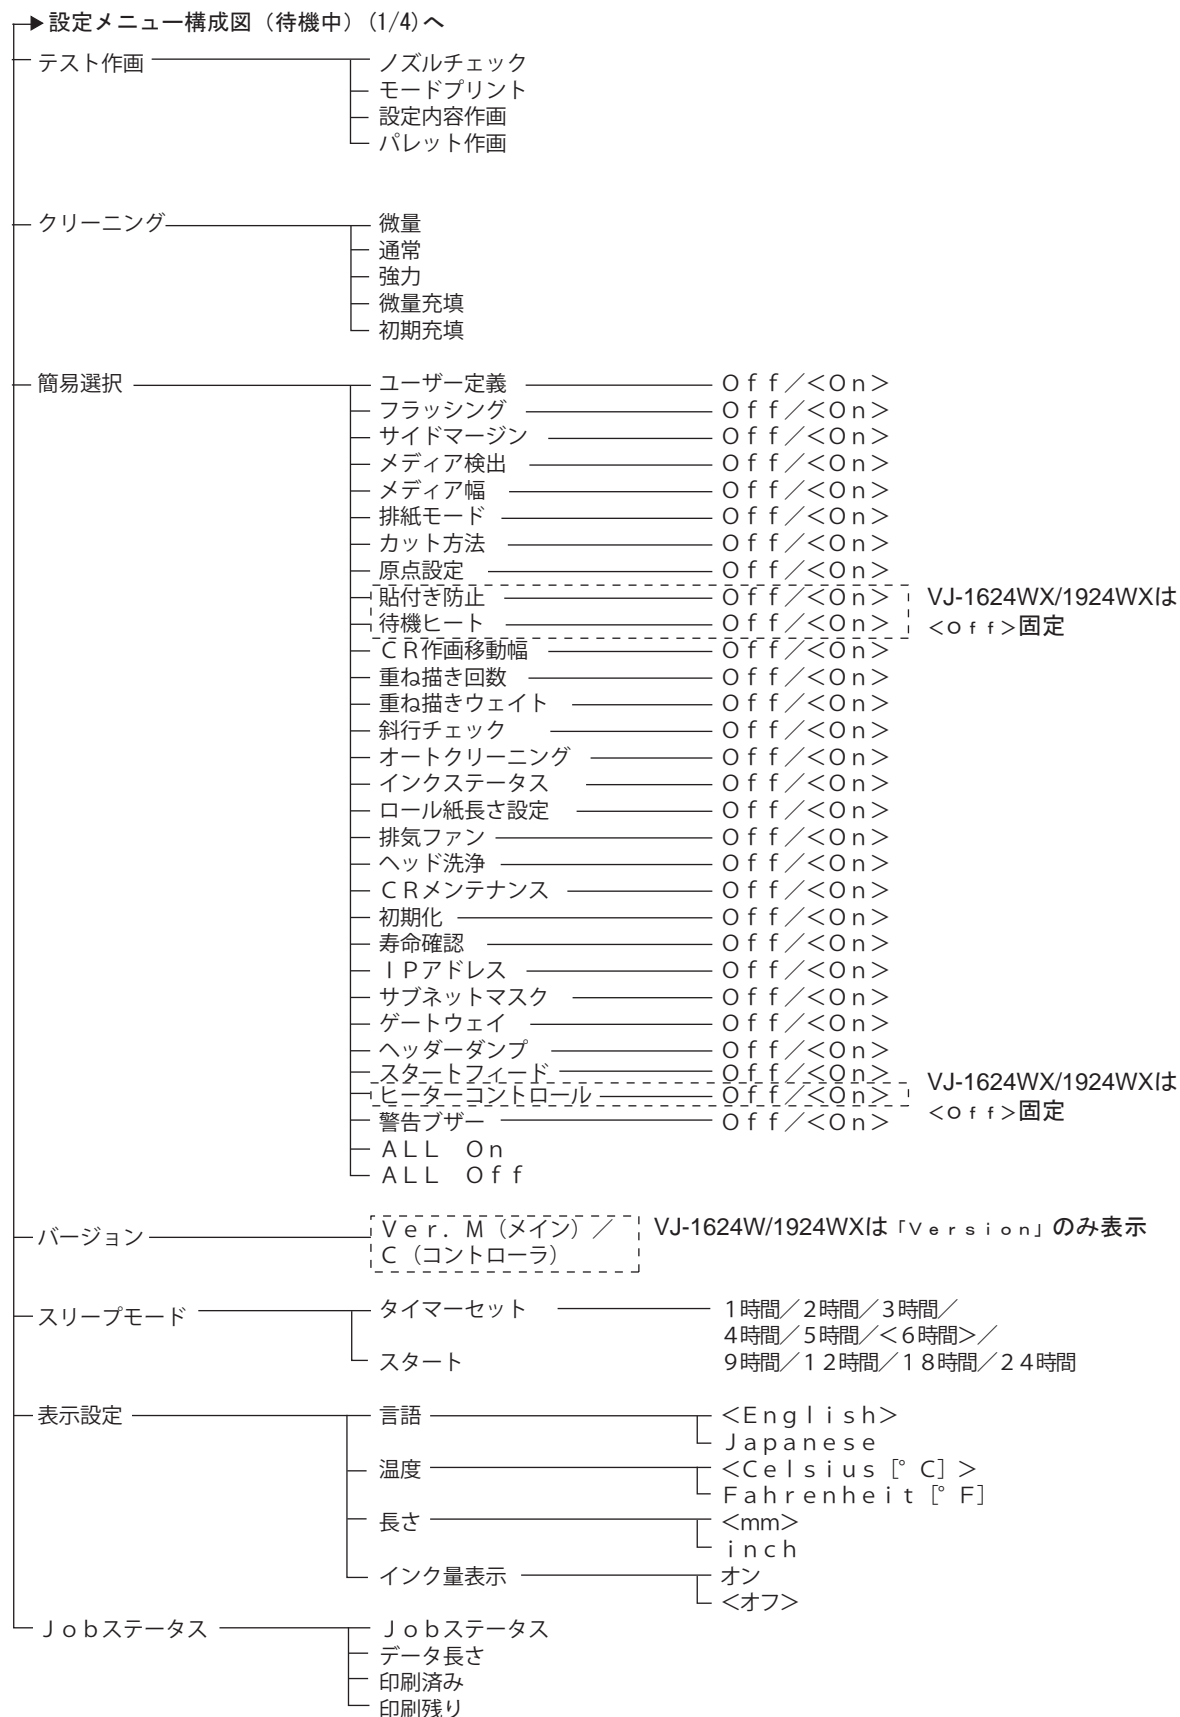 設定メニュー構成図（待機中）(1/4)へ
テスト作画 ノズルチェック
モードプリント
設定内容作画
パレット作画
クリーニング 微量
通常
強力
微量充填
初期充填
簡易選択 ユーザー定義 Ｏｆｆ／<Ｏｎ>
フラッシング Ｏｆｆ／<Ｏｎ>
サイドマージン Ｏｆｆ／<Ｏｎ>
メディア検出 Ｏｆｆ／<Ｏｎ>
メディア幅 Ｏｆｆ／<Ｏｎ>
排紙モード Ｏｆｆ／<Ｏｎ>
カット方法 Ｏｆｆ／<Ｏｎ>
原点設定 Ｏｆｆ／<Ｏｎ>
貼付き防止 Ｏｆｆ／<Ｏｎ> VJ-1624WX/1924WXは
待機ヒート Ｏｆｆ／<Ｏｎ> <Ｏｆｆ>固定
ＣＲ作画移動幅 Ｏｆｆ／<Ｏｎ>
重ね描き回数 Ｏｆｆ／<Ｏｎ>
重ね描きウェイト Ｏｆｆ／<Ｏｎ>
斜行チェック Ｏｆｆ／<Ｏｎ>
オートクリーニング Ｏｆｆ／<Ｏｎ>
インクステータス Ｏｆｆ／<Ｏｎ>
ロール紙長さ設定 Ｏｆｆ／<Ｏｎ>
排気ファン Ｏｆｆ／<Ｏｎ>
ヘッド洗浄 Ｏｆｆ／<Ｏｎ>
ＣＲメンテナンス Ｏｆｆ／<Ｏｎ>
初期化 Ｏｆｆ／<Ｏｎ>
寿命確認 Ｏｆｆ／<Ｏｎ>
ＩＰアドレス Ｏｆｆ／<Ｏｎ>
サブネットマスク Ｏｆｆ／<Ｏｎ>
ゲートウェイ Ｏｆｆ／<Ｏｎ>
ヘッダーダンプ Ｏｆｆ／<Ｏｎ>
スタートフィード Ｏｆｆ／<Ｏｎ>
ヒーターコントロール Ｏｆｆ／<Ｏｎ> VJ-1624WX/1924WXは
<Ｏｆｆ>固定
警告ブザー Ｏｆｆ／<Ｏｎ>
ＡＬＬ　Ｏｎ
ＡＬＬ　Ｏｆｆ
バージョン Ｖｅｒ．Ｍ（メイン）／ VJ-1624W/1924WXは「Ｖｅｒｓｉｏｎ」のみ表示
Ｃ（コントローラ）
スリープモード タイマーセット １時間／２時間／３時間／
４時間／５時間／<６時間>／
スタート ９時間／１２時間／１８時間／２４時間
表示設定 言語 <Ｅｎｇｌｉｓｈ>
Ｊａｐａｎｅｓｅ
温度 <Ｃｅｌｓｉｕｓ［°Ｃ］>
Ｆａｈｒｅｎｈｅｉｔ［°Ｆ］
長さ <mm>
ｉｎｃｈ
インク量表示 オン
<オフ>
Ｊｏｂステータス Ｊｏｂステータス
データ長さ
印刷済み
印刷残り